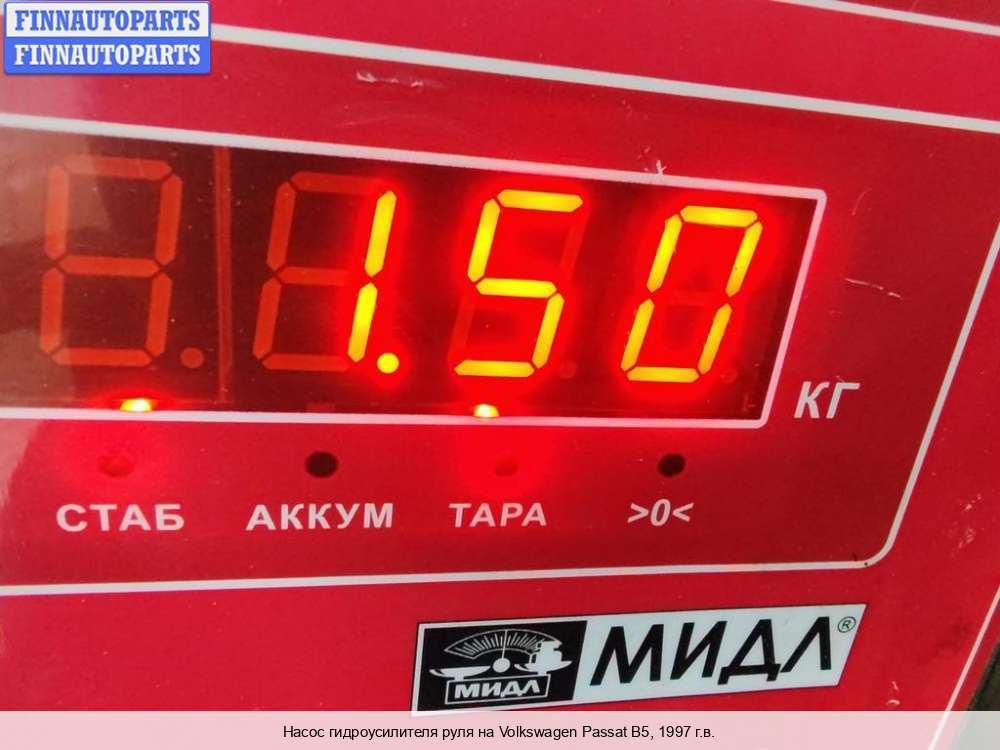 FINNAUTOPARTS
FINNAUTOPARTS
1.50
КГ
СТАБ АККУМ ТАРА >0<
МИДЛ МИДЛ®
Насос гидроусилителя руля на Volkswagen Passat B5, 1997 г.в.